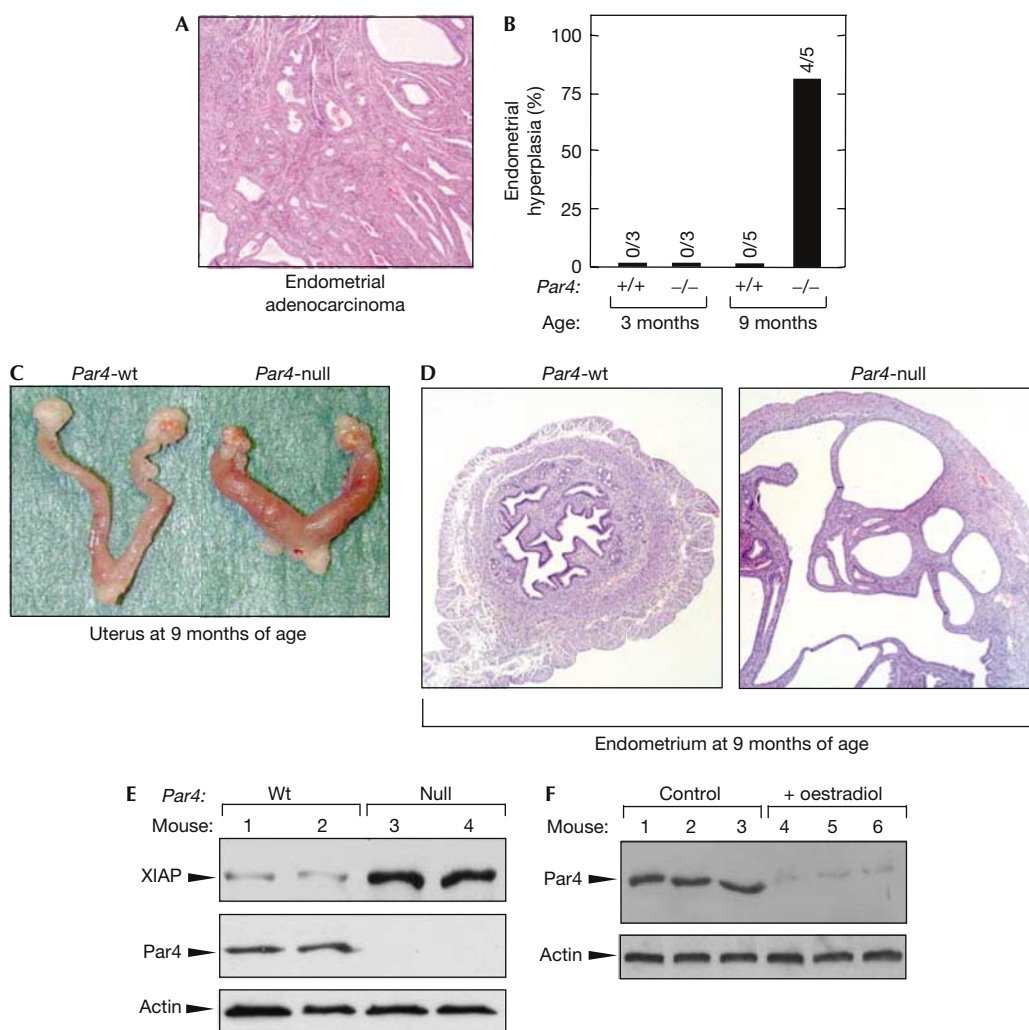 A
Endometrial
adenocarcinoma
B
Endometrial
hyperplasia (%)
100
75
50
25
0
0/3
0/3
0/5
4/5
Par4: +/+ −/− +/+ −/−
Age: 3 months 9 months
C
Par4-wt Par4-null
Uterus at 9 months of age
D
Par4-wt Par4-null
Endometrium at 9 months of age
E
Par4: Wt Null
Mouse: 1 2 3 4
XIAP
Par4
Actin
F
Control + oestradiol
Mouse: 1 2 3 4 5 6
Par4
Actin